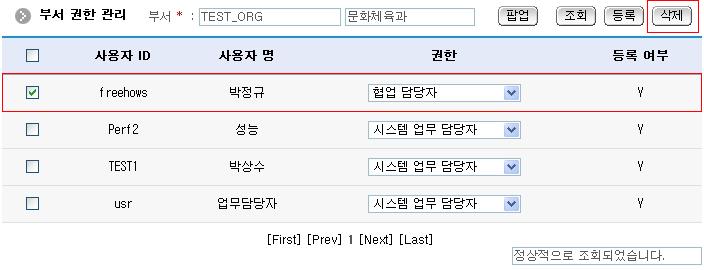 부서 권한 관리 부서 * : TEST_ORG 문화체육과 팝업 조회 등록 삭제
사용자 ID 사용자 명 권한 등록 여부
freehows 박정규 협업 담당자 Y
Perf2 성능 시스템 업무 담당자 Y
TEST1 박상수 시스템 업무 담당자 Y
usr 업무담당자 시스템 업무 담당자 Y
[First] [Prev] 1 [Next] [Last]
정상적으로 조회되었습니다.